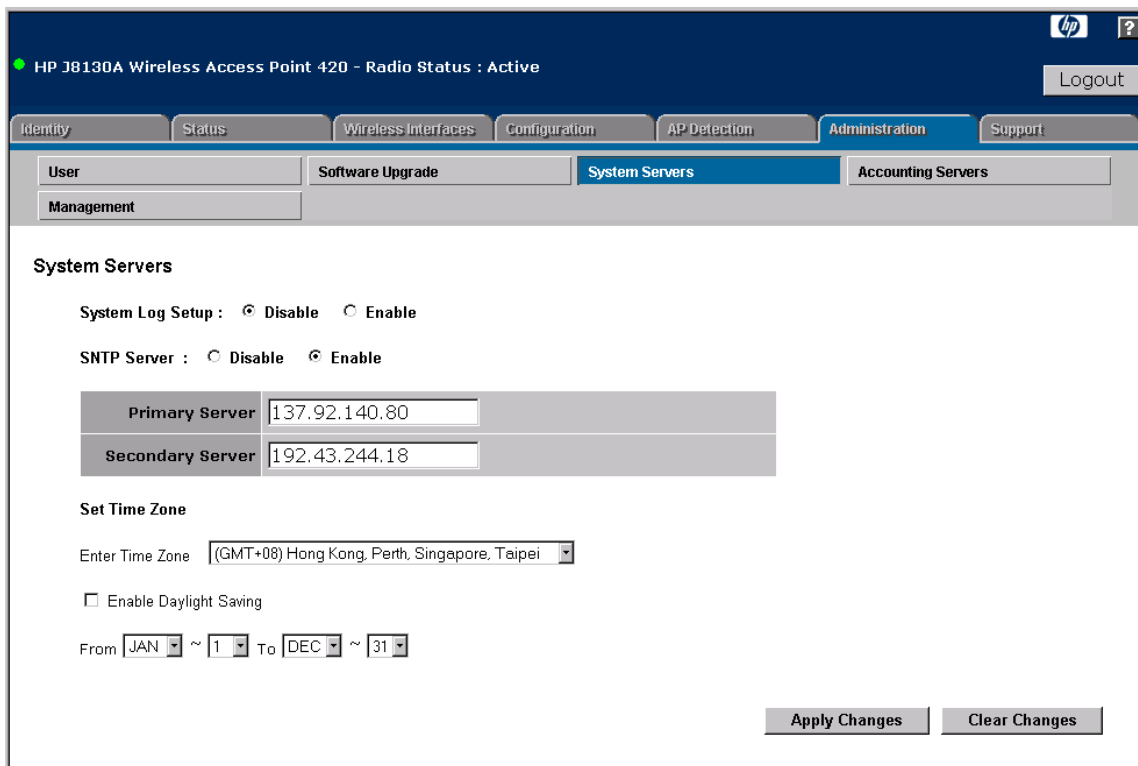 hp ?
HP J8130A Wireless Access Point 420 - Radio Status : Active
Logout
Identity Status Wireless Interfaces Configuration AP Detection Administration Support
User Software Upgrade System Servers Accounting Servers
Management
System Servers
System Log Setup : Disable Enable
SNTP Server : Disable Enable
Primary Server 137.92.140.80
Secondary Server 192.43.244.18
Set Time Zone
Enter Time Zone (GMT+08) Hong Kong, Perth, Singapore, Taipei
Enable Daylight Saving
From JAN ~ 1 To DEC ~ 31
Apply Changes Clear Changes